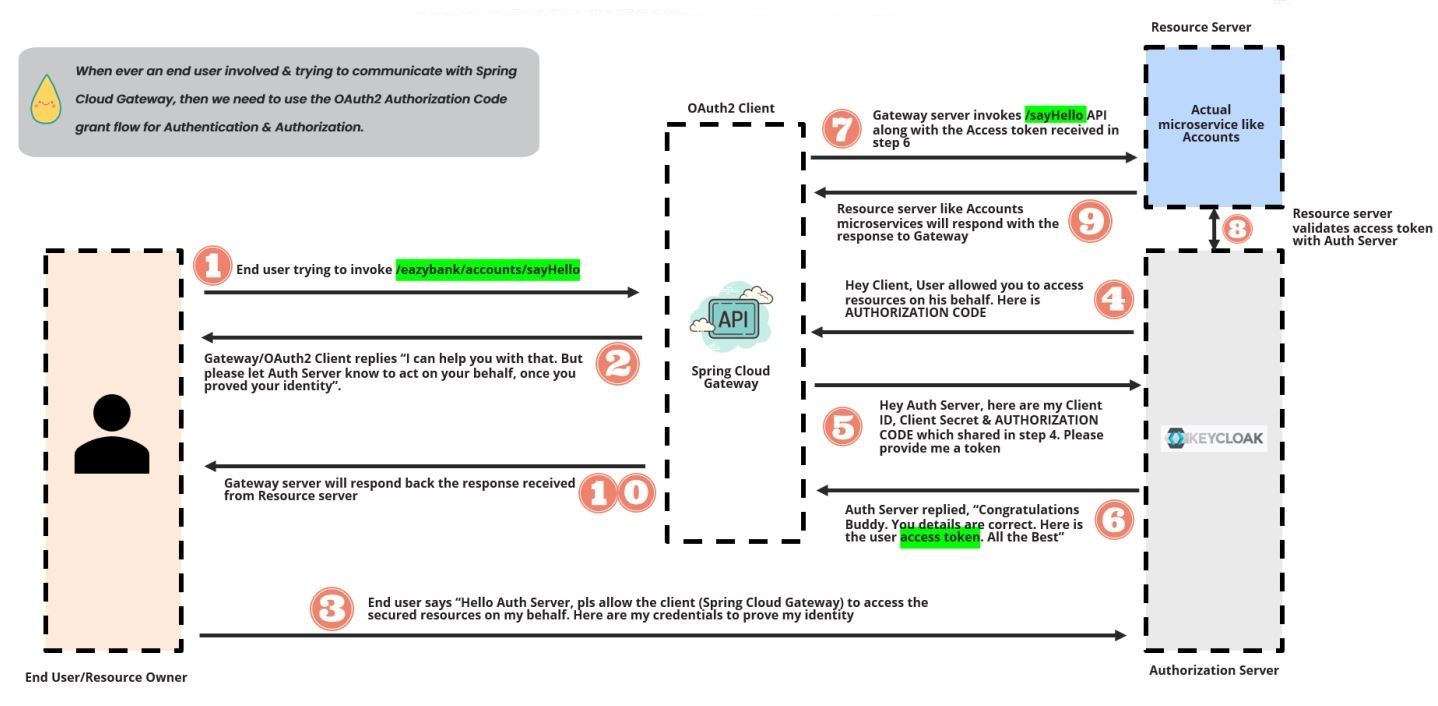 When ever an end user involved & trying to communicate with Spring
Cloud Gateway, then we need to use the OAuth2 Authorization Code
grant flow for Authentication & Authorization.
Resource Server
Actual
microservice like
Accounts
OAuth2 Client
API
Spring Cloud
Gateway
7
Gateway server invokes /sayHello API
along with the Access token received in
step 6
Resource server like Accounts
microservices will respond with the
response to Gateway
9
8
Resource server
validates access token
with Auth Server
1
End user trying to invoke /eazybank/accounts/sayHello
Gateway/OAuth2 Client replies “I can help you with that. But
please let Auth Server know to act on your behalf, once you
proved your identity”.
2
Hey Client, User allowed you to access
resources on his behalf. Here is
AUTHORIZATION CODE
4
5
Hey Auth Server, here are my Client
ID, Client Secret & AUTHORIZATION
CODE which shared in step 4. Please
provide me a token
KEYCLOAK
Gateway server will respond back the response received
from Resource server
10
Auth Server replied, “Congratulations
Buddy. You details are correct. Here is
the user access token. All the Best”
6
3
End user says “Hello Auth Server, pls allow the client (Spring Cloud Gateway) to access the
secured resources on my behalf. Here are my credentials to prove my identity
End User/Resource Owner
Authorization Server